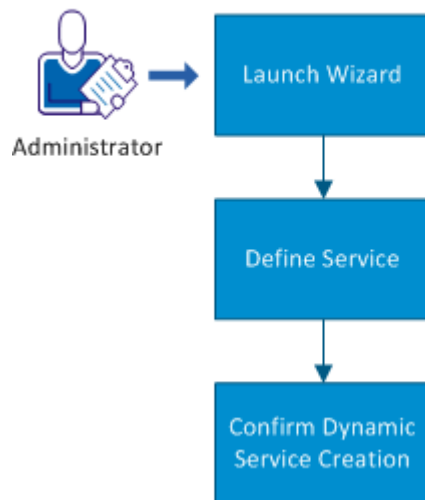 Launch Wizard
Administrator
Define Service
Confirm Dynamic
Service Creation